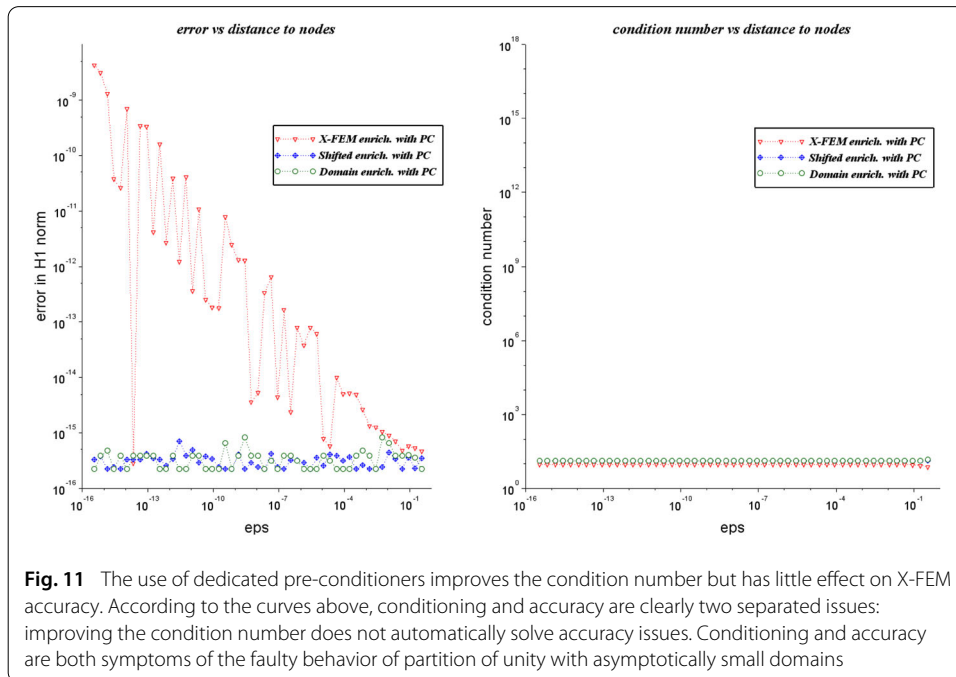 error vs distance to nodes
10^-9
10^-10
10^-11
10^-12
10^-13
10^-14
10^-15
10^-16
error in H1 norm
10^-16
10^-13
10^-10
10^-7
10^-4
10^-1
eps
X-FEM enrich. with PC
Shifted enrich. with PC
Domain enrich. with PC
condition number vs distance to nodes
10^18
10^15
10^12
10^9
10^6
10^3
10^0
condition number
10^-16
10^-13
10^-10
10^-7
10^-4
10^-1
eps
X-FEM enrich. with PC
Shifted enrich. with PC
Domain enrich. with PC
Fig. 11 The use of dedicated pre-conditioners improves the condition number but has little effect on X-FEM
accuracy. According to the curves above, conditioning and accuracy are clearly two separated issues:
improving the condition number does not automatically solve accuracy issues. Conditioning and accuracy
are both symptoms of the faulty behavior of partition of unity with asymptotically small domains